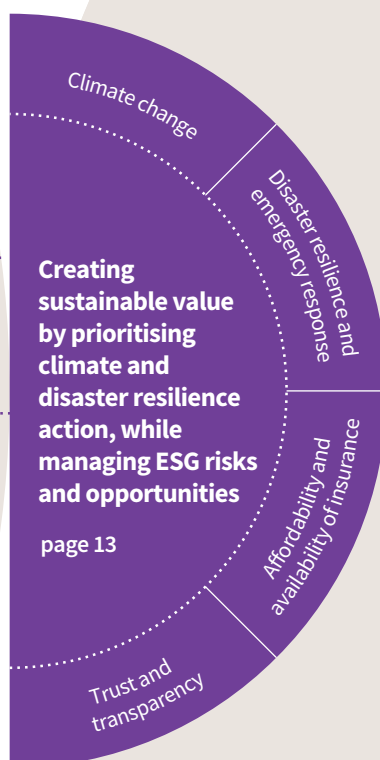 Climate change
Disaster resilience and
emergency response
Creating
sustainable value
by prioritising
climate and
disaster resilience
action, while
managing ESG risks
and opportunities
page 13
Affordability and
availability of insurance
Trust and
transparency